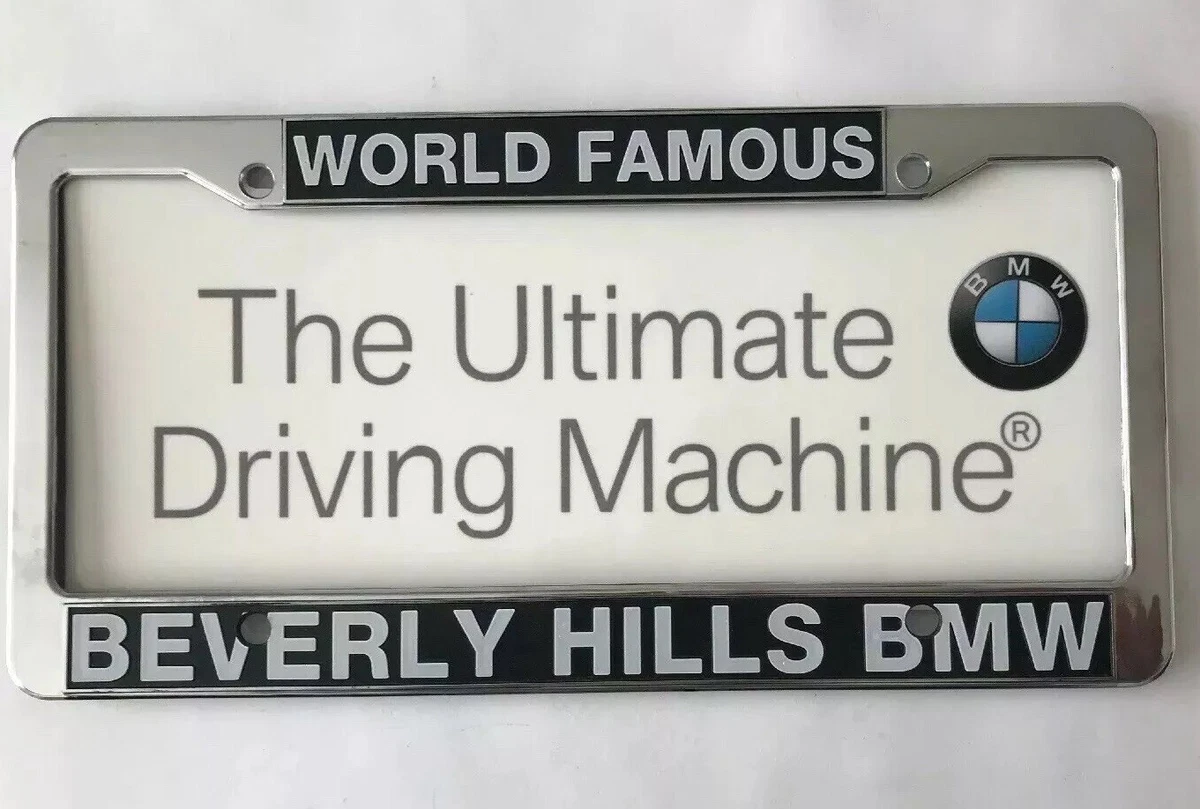 WORLD FAMOUS
The Ultimate
BMW
Driving Machine®
BEVERLY HILLS BMW